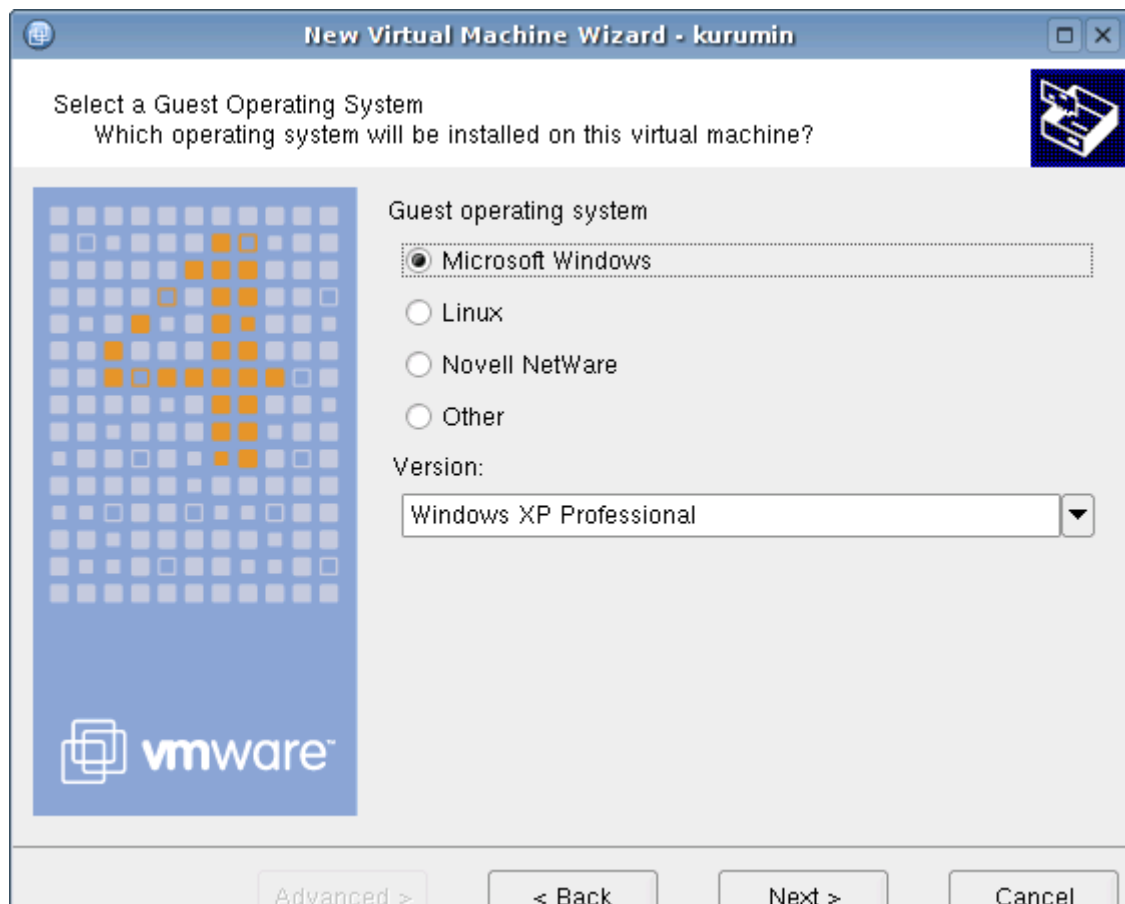 New Virtual Machine Wizard - kurumin
Select a Guest Operating System
Which operating system will be installed on this virtual machine?
Guest operating system
Microsoft Windows
Linux
Novell NetWare
Other
Version:
Windows XP Professional
vmware™
Advanced >
< Back
Next >
Cancel